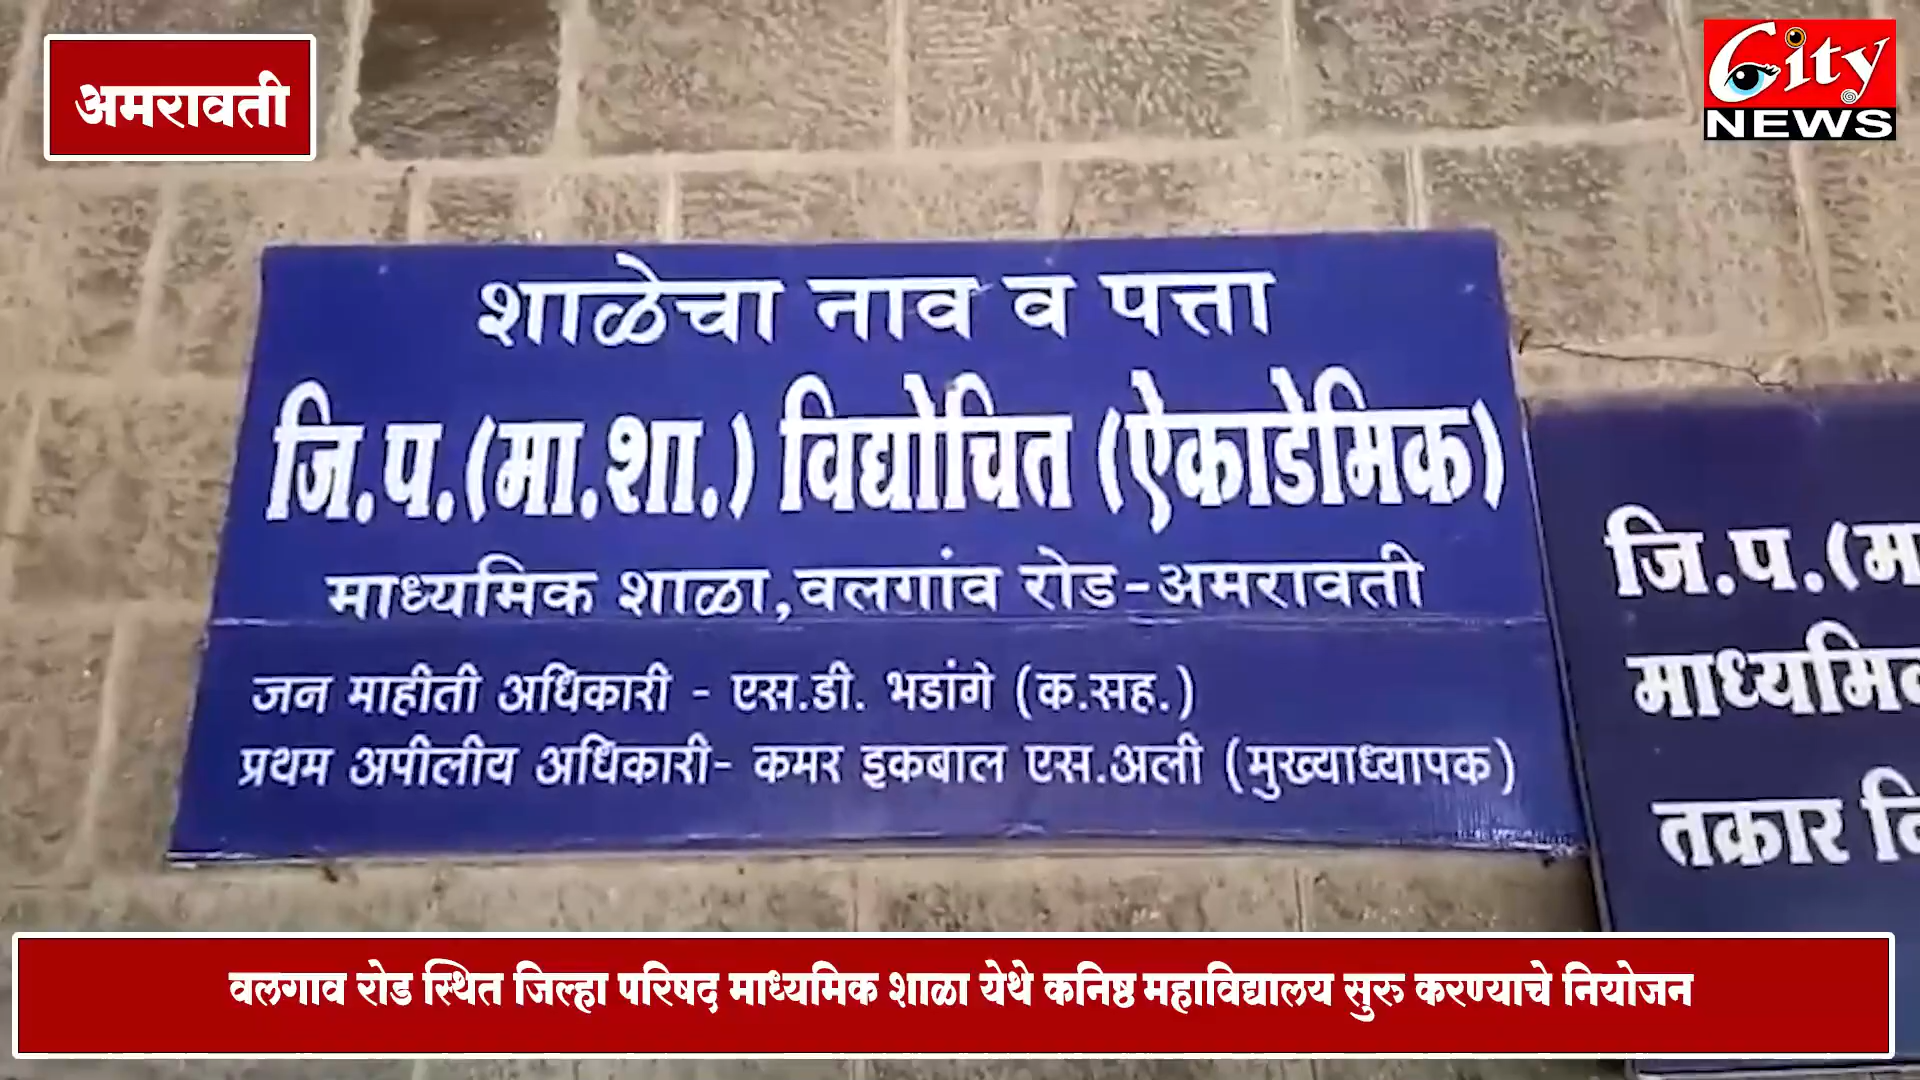 अमरावती
City
NEWS
शाळेचा नाव व पत्ता
जि.प.(मा.शा.) विद्योचित (ऐकाडेमिक)
माध्यमिक शाळा,वलगांव रोड-अमरावती
जन माहीती अधिकारी - एस.डी. भडांगे (क.सह.)
प्रथम अपीलीय अधिकारी- कमर इकबाल एस.अली (मुख्याध्यापक)
जि.प.(मा
माध्यमि
तक्रार
वलगाव रोड स्थित जिल्हा परिषद माध्यमिक शाळा येथे कनिष्ठ महाविद्यालय सुरु करण्याचे नियोजन